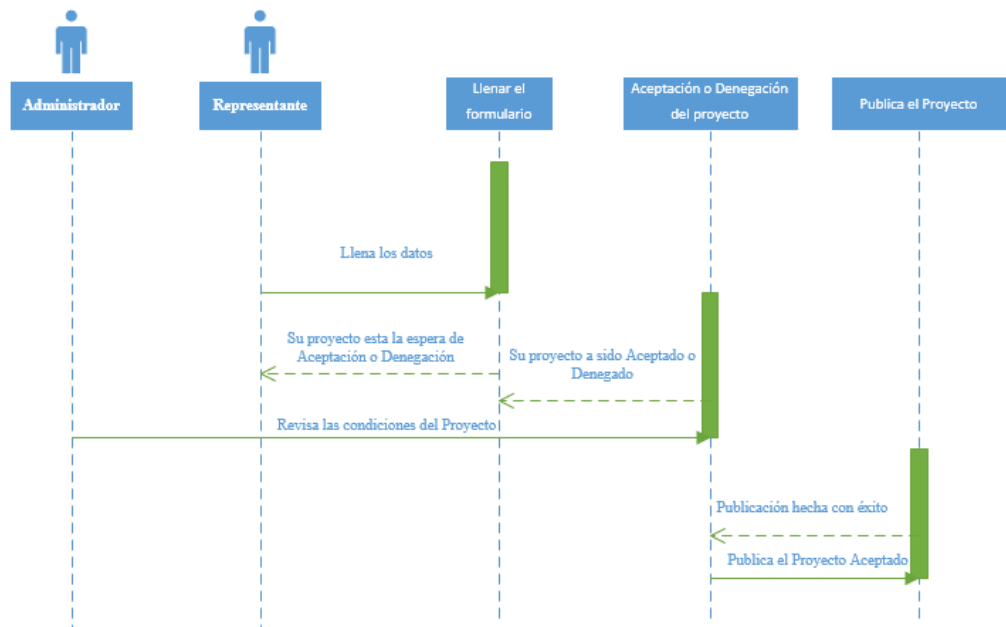 Administrador
Representante
Llenar el
formulario
Aceptación o Denegación
del proyecto
Publica el Proyecto
Llena los datos
Su proyecto esta la espera de
Aceptación o Denegación
Su proyecto a sido Aceptado o
Denegado
Revisa las condiciones del Proyecto
Publicación hecha con éxito
Publica el Proyecto Aceptado